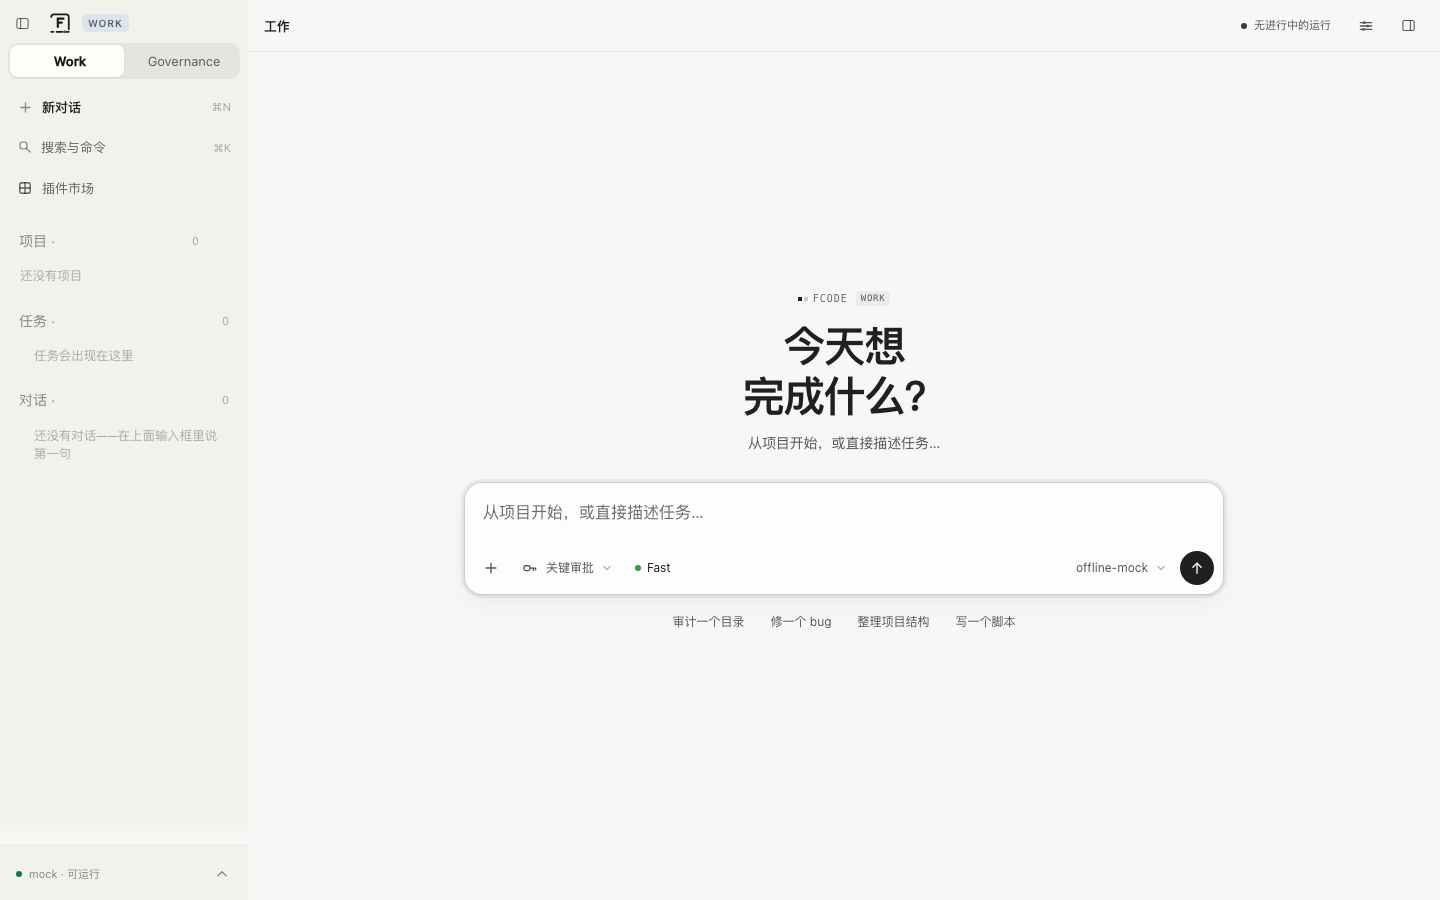 F
WORK
Work
Governance
新对话
⌘N
搜索与命令
⌘K
插件市场
项目 ·
0
还没有项目
任务 ·
0
任务会出现在这里
对话 ·
0
还没有对话——在上面输入框里说
第一句
mock · 可运行
工作
无进行中的运行
FCODE
WORK
今天想
完成什么?
从项目开始，或直接描述任务...
从项目开始，或直接描述任务...
关键审批
Fast
offline-mock
审计一个目录
修一个 bug
整理项目结构
写一个脚本